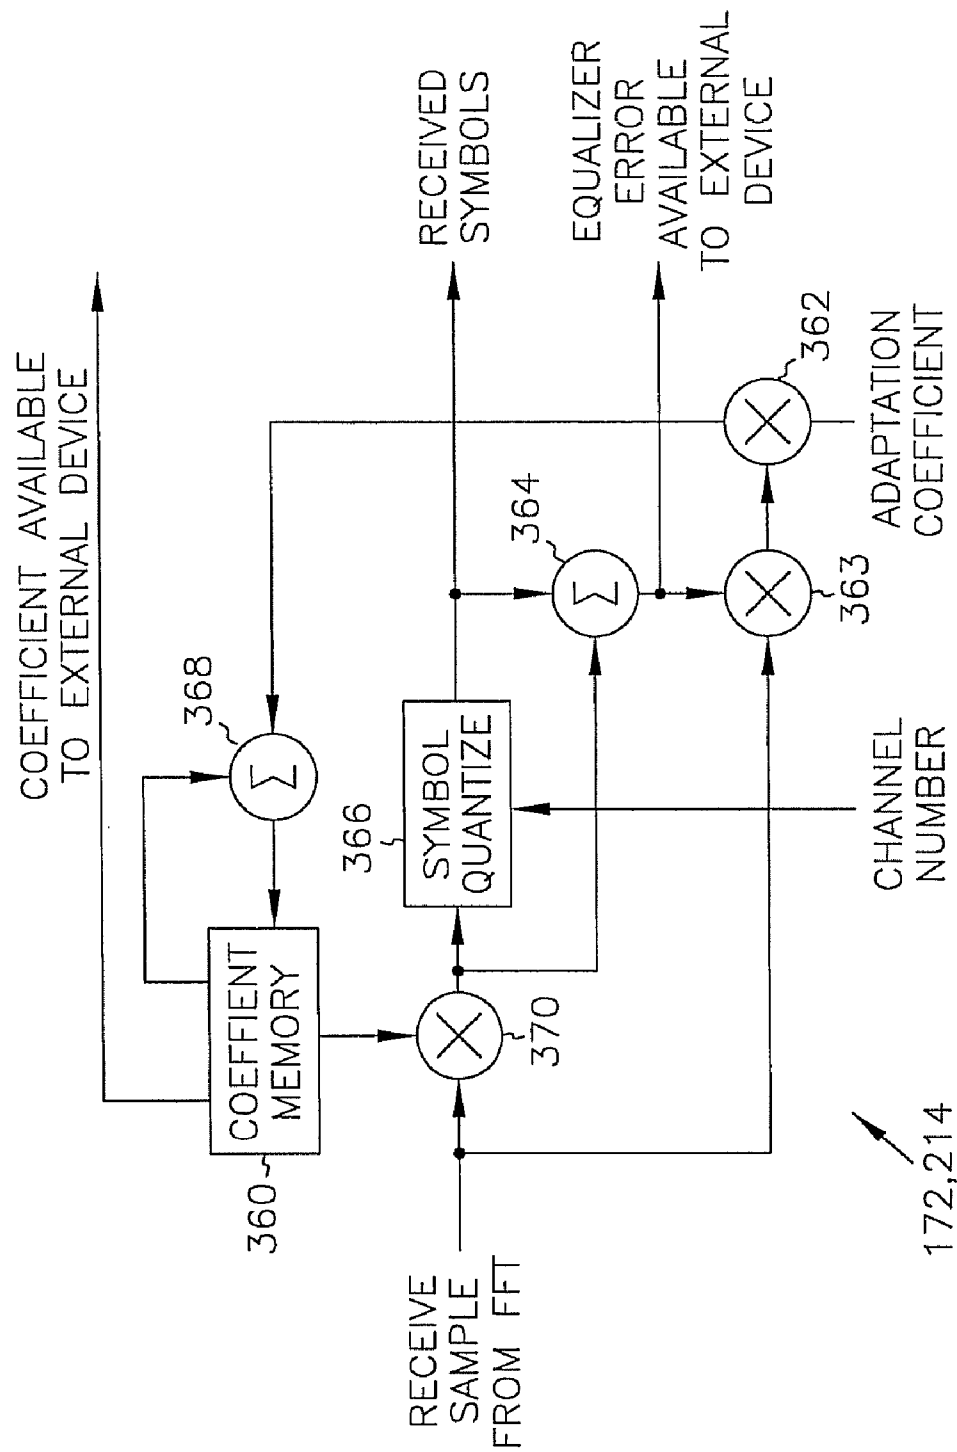 COEFFICIENT AVAILABLE
TO EXTERNAL DEVICE
360
COEFFIENT
MEMORY
368
Σ
RECEIVE
SAMPLE
FROM FFT
370
366
SYMBOL
QUANTIZE
RECEIVED
SYMBOLS
364
Σ
EQUALIZER
ERROR
AVAILABLE
TO EXTERNAL
DEVICE
363
362
CHANNEL
NUMBER
ADAPTATION
COEFFICIENT
172,214